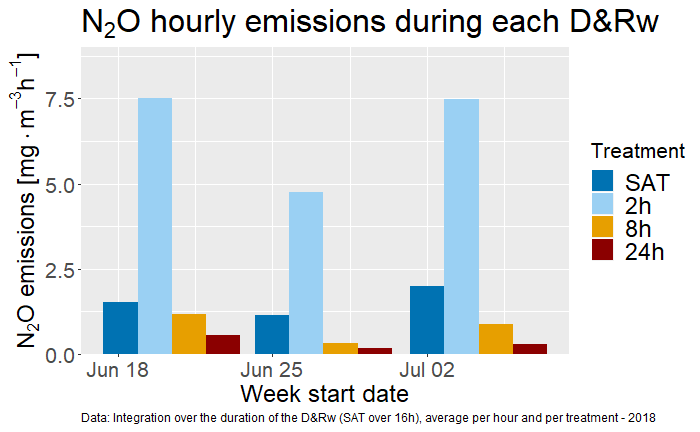 N₂O hourly emissions during each D&Rw
N₂O emissions [mg · m⁻³h⁻¹]
7.5
5.0
2.5
0.0
Jun 18 Jun 25 Jul 02
Week start date
Treatment
SAT
2h
8h
24h
Data: Integration over the duration of the D&Rw (SAT over 16h), average per hour and per treatment - 2018